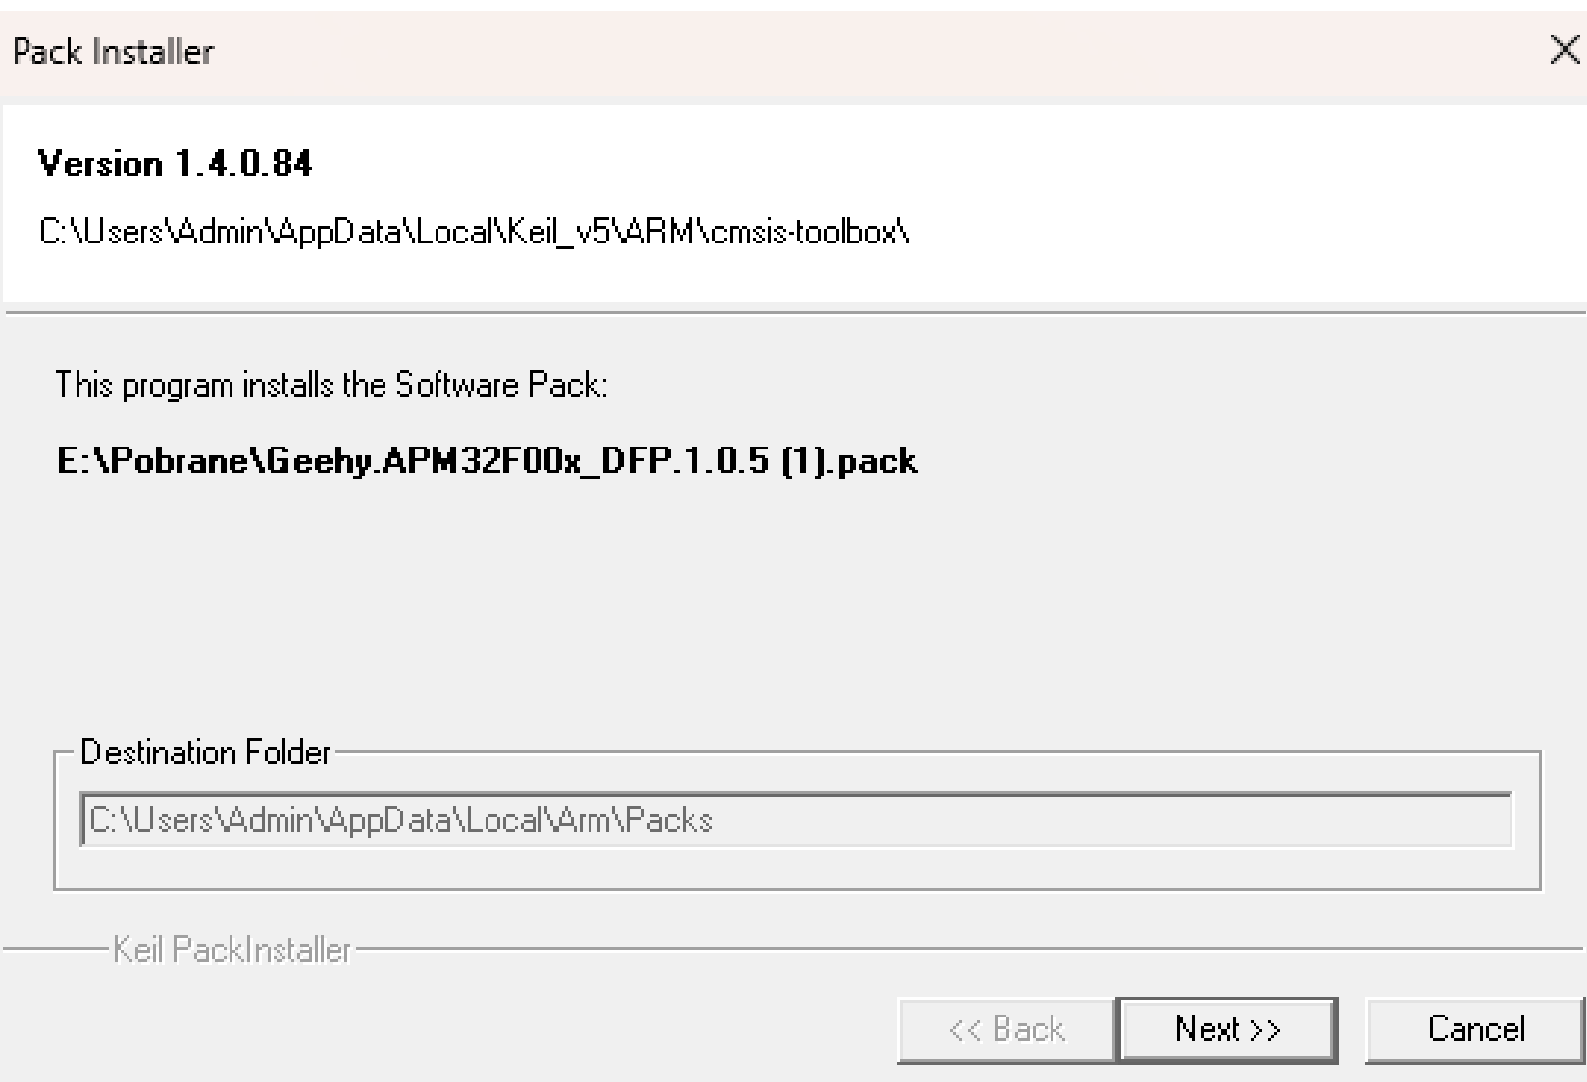 Pack Installer
Version 1.4.0.84
C:\Users\Admin\AppData\Local\Keil_v5\ARM\cmsis-toolbox\
This program installs the Software Pack:
E:\Pobrane\Geehy.APM32F00x_DFP.1.0.5 (1).pack
Destination Folder
C:\Users\Admin\AppData\Local\Arm\Packs
Keil PackInstaller
<< Back Next >> Cancel